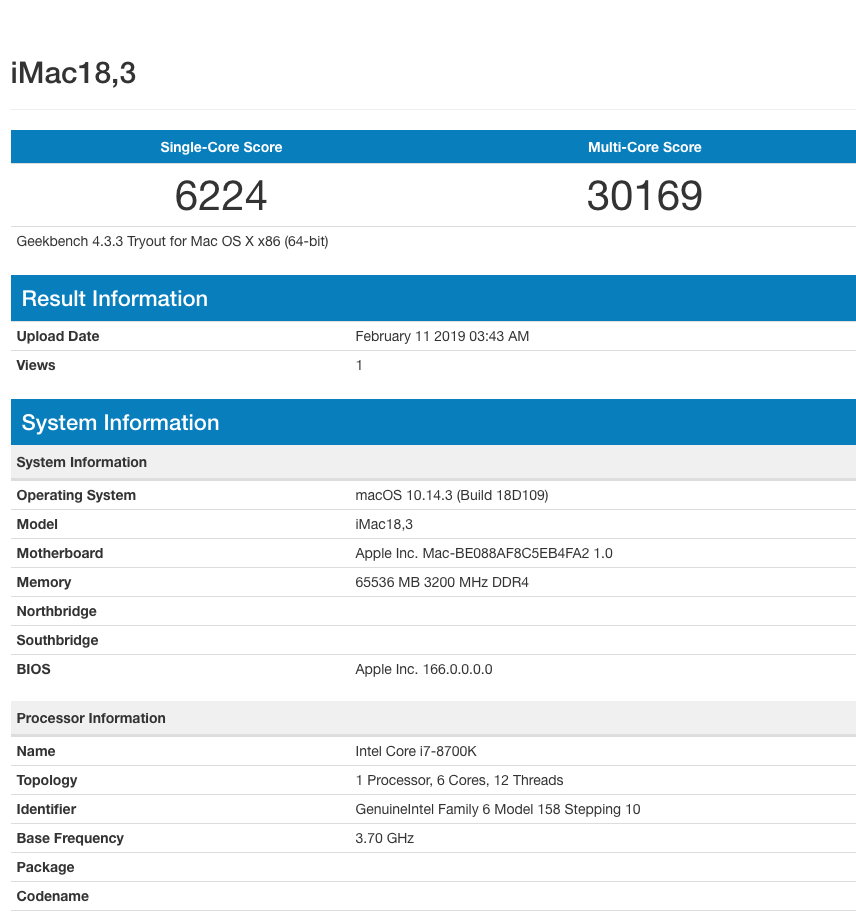 iMac18,3
Single-Core Score Multi-Core Score
6224 30169
Geekbench 4.3.3 Tryout for Mac OS X x86 (64-bit)
Result Information
Upload Date February 11 2019 03:43 AM
Views 1
System Information
System Information
Operating System macOS 10.14.3 (Build 18D109)
Model iMac18,3
Motherboard Apple Inc. Mac-BE088AF8C5EB4FA2 1.0
Memory 65536 MB 3200 MHz DDR4
Northbridge
Southbridge
BIOS Apple Inc. 166.0.0.0.0
Processor Information
Name Intel Core i7-8700K
Topology 1 Processor, 6 Cores, 12 Threads
Identifier GenuineIntel Family 6 Model 158 Stepping 10
Base Frequency 3.70 GHz
Package
Codename